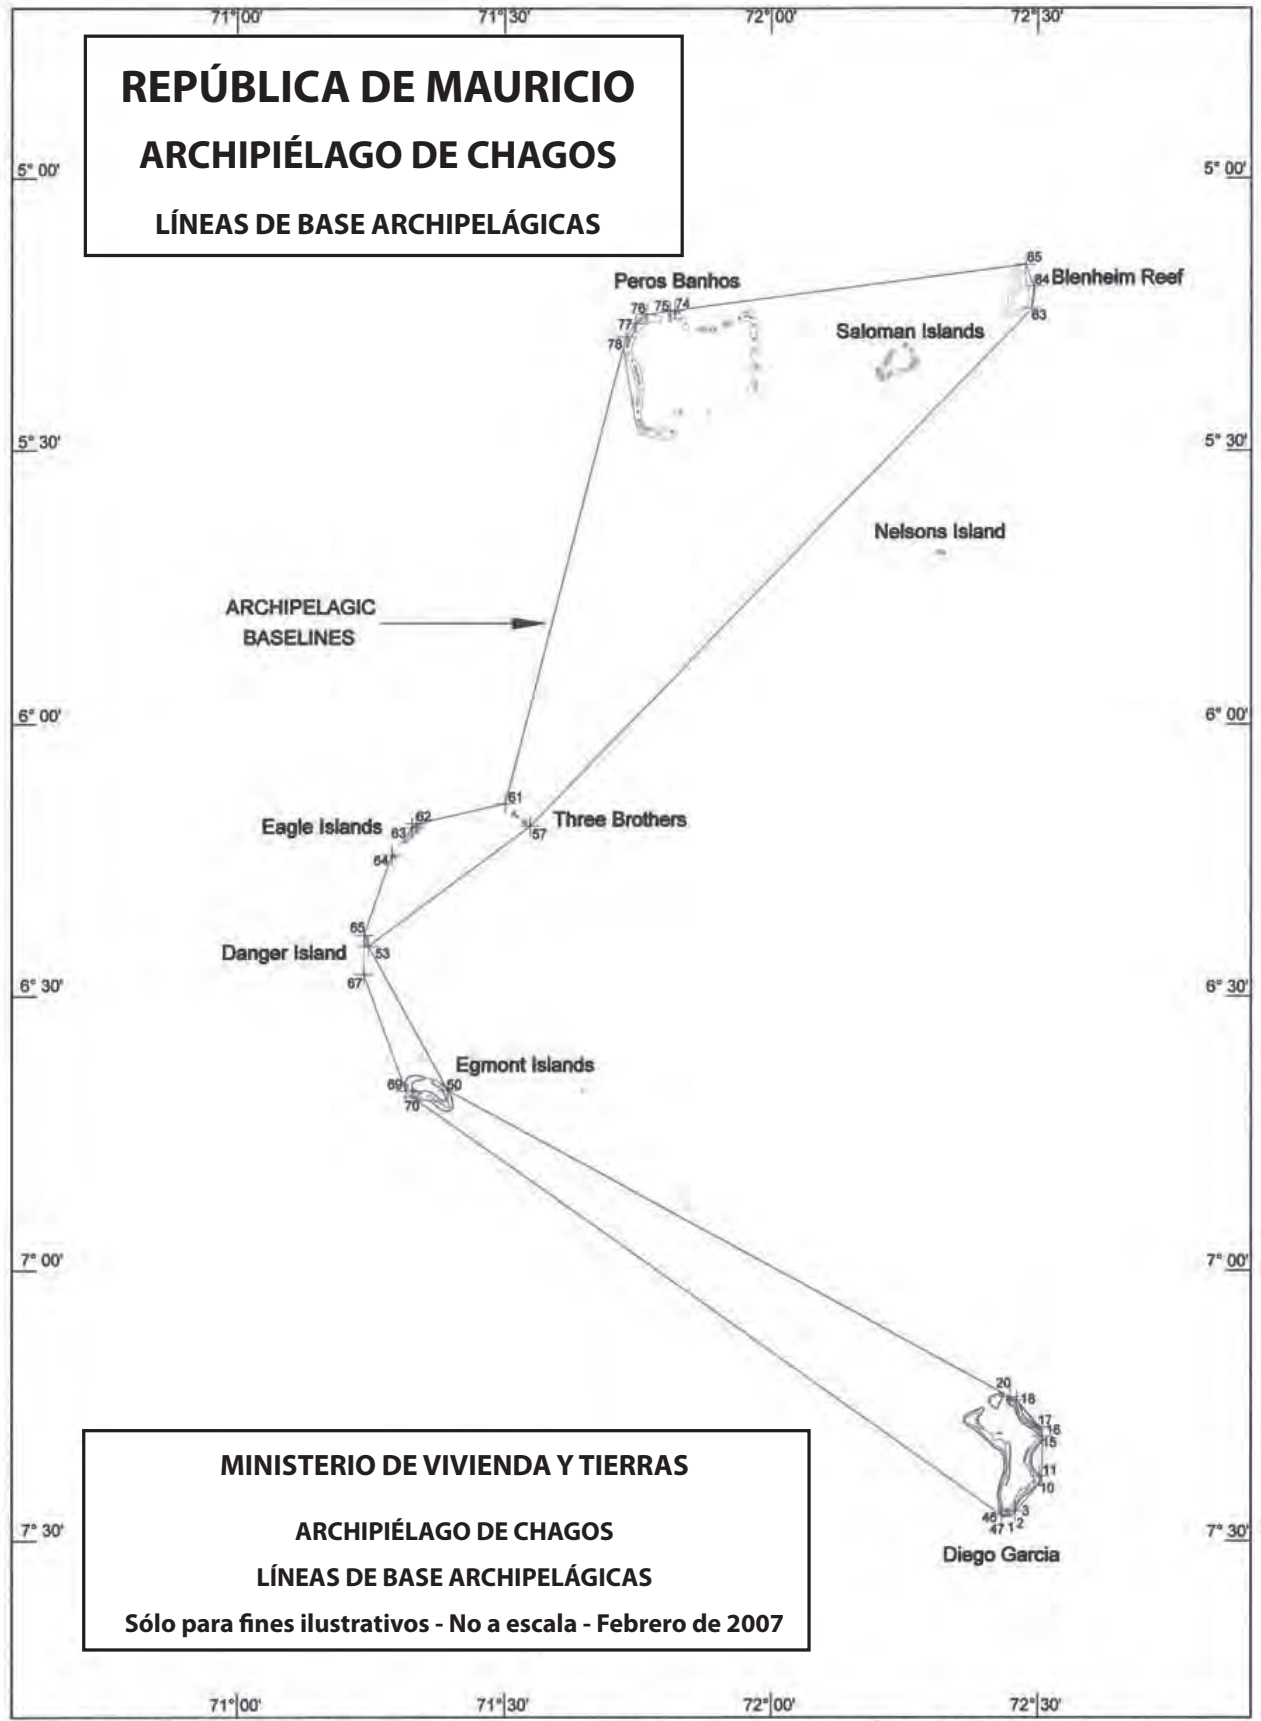 71° 00'
71° 30'
72° 00'
72° 30'
REPÚBLICA DE MAURICIO
ARCHIPIÉLAGO DE CHAGOS
LÍNEAS DE BASE ARCHIPELÁGICAS
5° 00'
5° 00'
Peros Banhos
85
84
Blenheim Reef
83
76
75
74
77
78
Saloman Islands
5° 30'
5° 30'
Nelsons Island
ARCHIPELAGIC
BASELINES
6° 00'
6° 00'
61
Eagle Islands
62
63
64
Three Brothers
57
65
Danger Island
53
67
6° 30'
6° 30'
Egmont Islands
69
50
70
7° 00'
7° 00'
20
18
17
16
15
11
10
46
47
1
2
3
7° 30'
7° 30'
Diego Garcia
MINISTERIO DE VIVIENDA Y TIERRAS
ARCHIPIÉLAGO DE CHAGOS
LÍNEAS DE BASE ARCHIPELÁGICAS
Sólo para fines ilustrativos - No a escala - Febrero de 2007
71° 00'
71° 30'
72° 00'
72° 30'